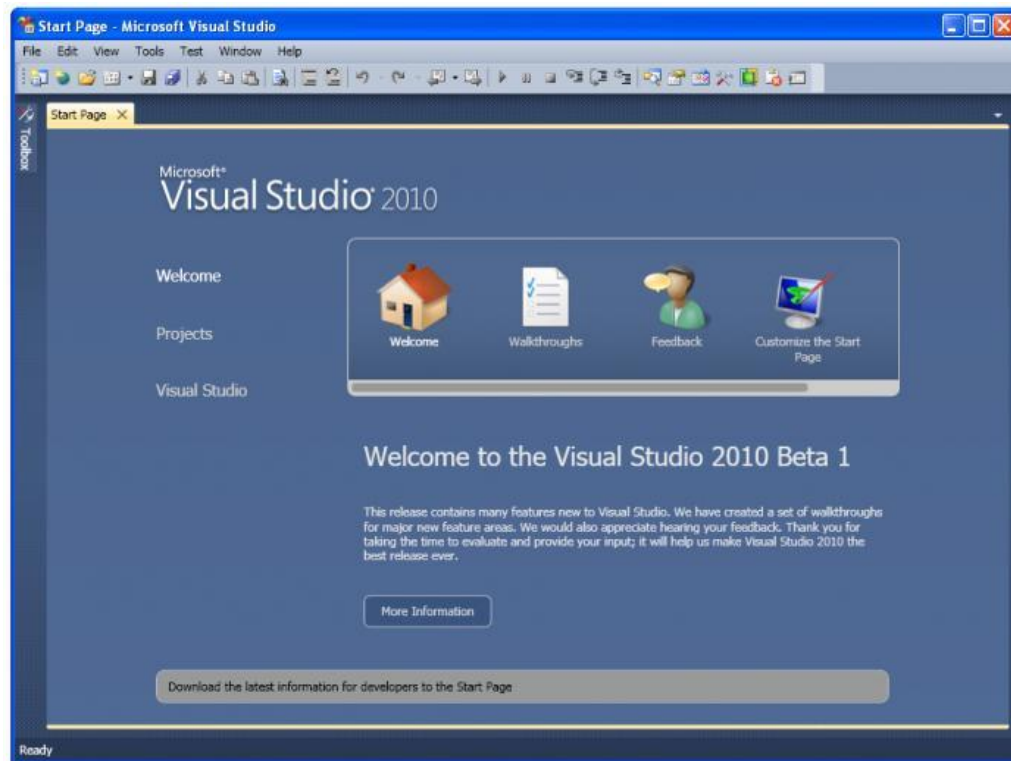 Start Page - Microsoft Visual Studio
File Edit View Tools Test Window Help
Toolbox
Start Page
Microsoft®
Visual Studio® 2010
Welcome
Projects
Visual Studio
Welcome
Walkthroughs
Feedback
Customize the Start
Page
Welcome to the Visual Studio 2010 Beta 1
This release contains many features new to Visual Studio. We have created a set of walkthroughs
for major new feature areas. We would also appreciate hearing your feedback. Thank you for
taking the time to evaluate and provide your input; it will help us make Visual Studio 2010 the
best release ever.
More Information
Download the latest information for developers to the Start Page
Ready